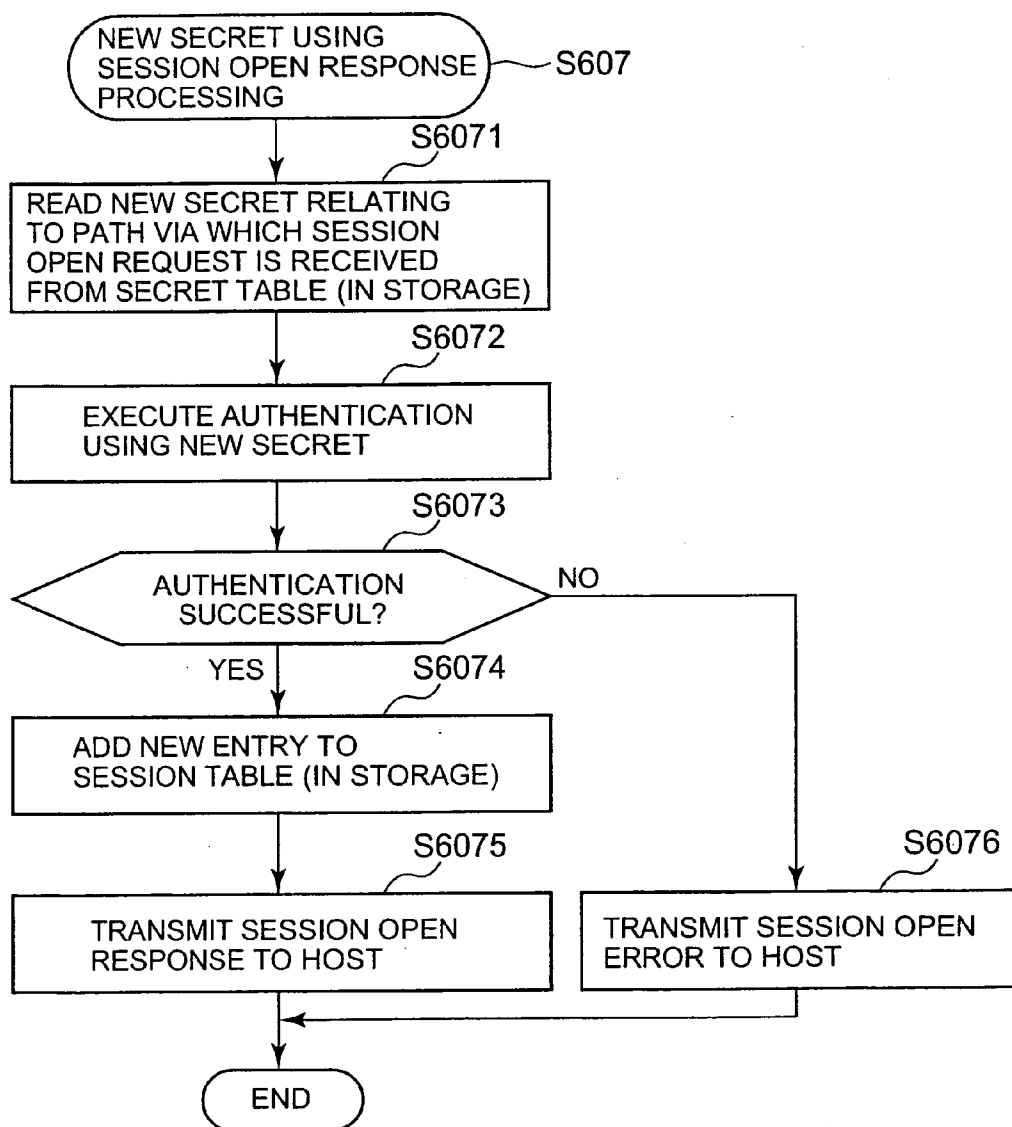 NEW SECRET USING
SESSION OPEN RESPONSE
PROCESSING
S607
S6071
READ NEW SECRET RELATING
TO PATH VIA WHICH SESSION
OPEN REQUEST IS RECEIVED
FROM SECRET TABLE (IN STORAGE)
S6072
EXECUTE AUTHENTICATION
USING NEW SECRET
S6073
AUTHENTICATION
SUCCESSFUL?
NO
YES
S6074
ADD NEW ENTRY TO
SESSION TABLE (IN STORAGE)
S6075
TRANSMIT SESSION OPEN
RESPONSE TO HOST
S6076
TRANSMIT SESSION OPEN
ERROR TO HOST
END